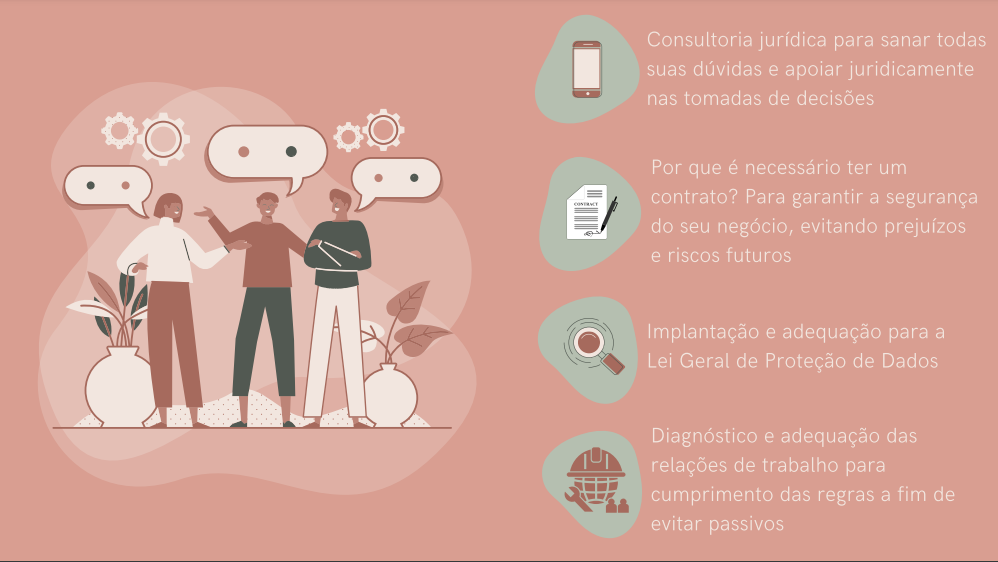 Consultoria jurídica para sanar todas
suas dúvidas e apoiar juridicamente
nas tomadas de decisões
Por que é necessário ter um
contrato? Para garantir a segurança
do seu negócio, evitando prejuízos
e riscos futuros
CONTRACT
Implantação e adequação para a
Lei Geral de Proteção de Dados
Diagnóstico e adequação das
relações de trabalho para
cumprimento das regras a fim de
evitar passivos